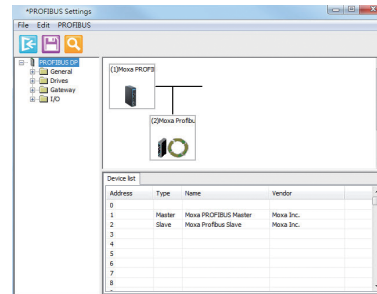 *PROFIBUS Settings
File Edit PROFIBUS
PROFIBUS DP
General
Drives
Gateway
I/O
(1)Moxa PROFI
(2)Moxa Profibu
Device list
Address Type Name Vendor
0
1 Master Moxa PROFIBUS Master Moxa Inc.
2 Slave Moxa Profibus Slave Moxa Inc.
3
4
5
6
7
8